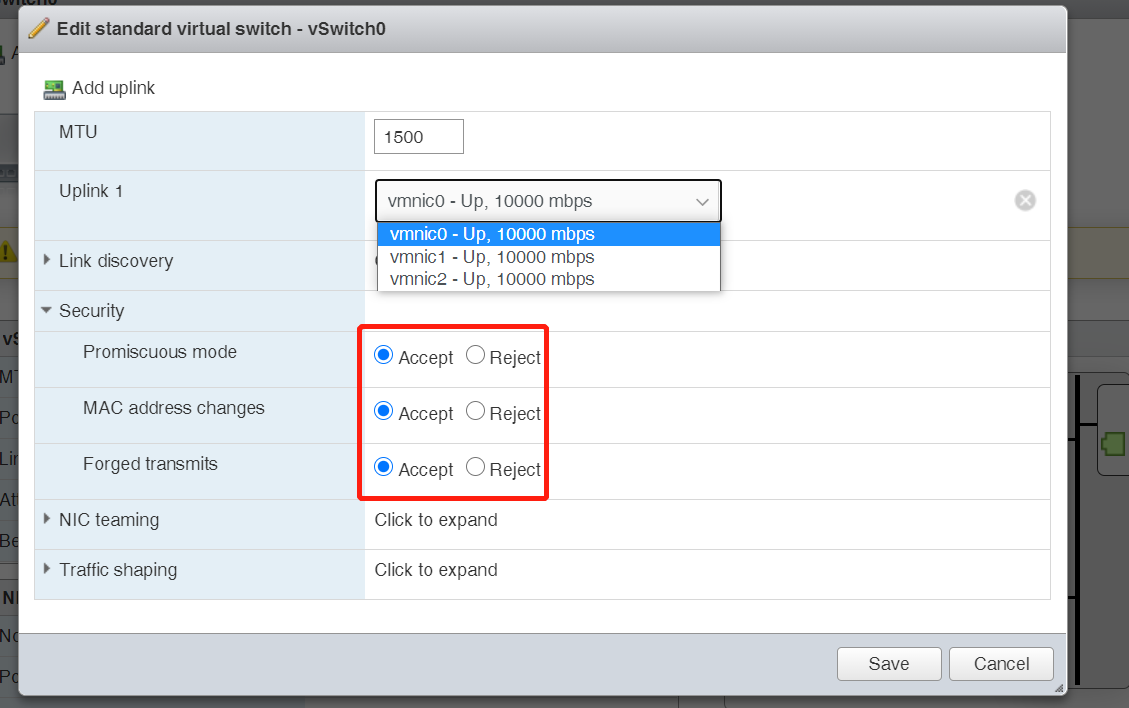 Edit standard virtual switch - vSwitch0
Add uplink
MTU
1500
Uplink 1
vmnic0 - Up, 10000 mbps
vmnic0 - Up, 10000 mbps
vmnic1 - Up, 10000 mbps
vmnic2 - Up, 10000 mbps
Link discovery
Security
Promiscuous mode
Accept Reject
MAC address changes
Accept Reject
Forged transmits
Accept Reject
NIC teaming
Click to expand
Traffic shaping
Click to expand
Save Cancel